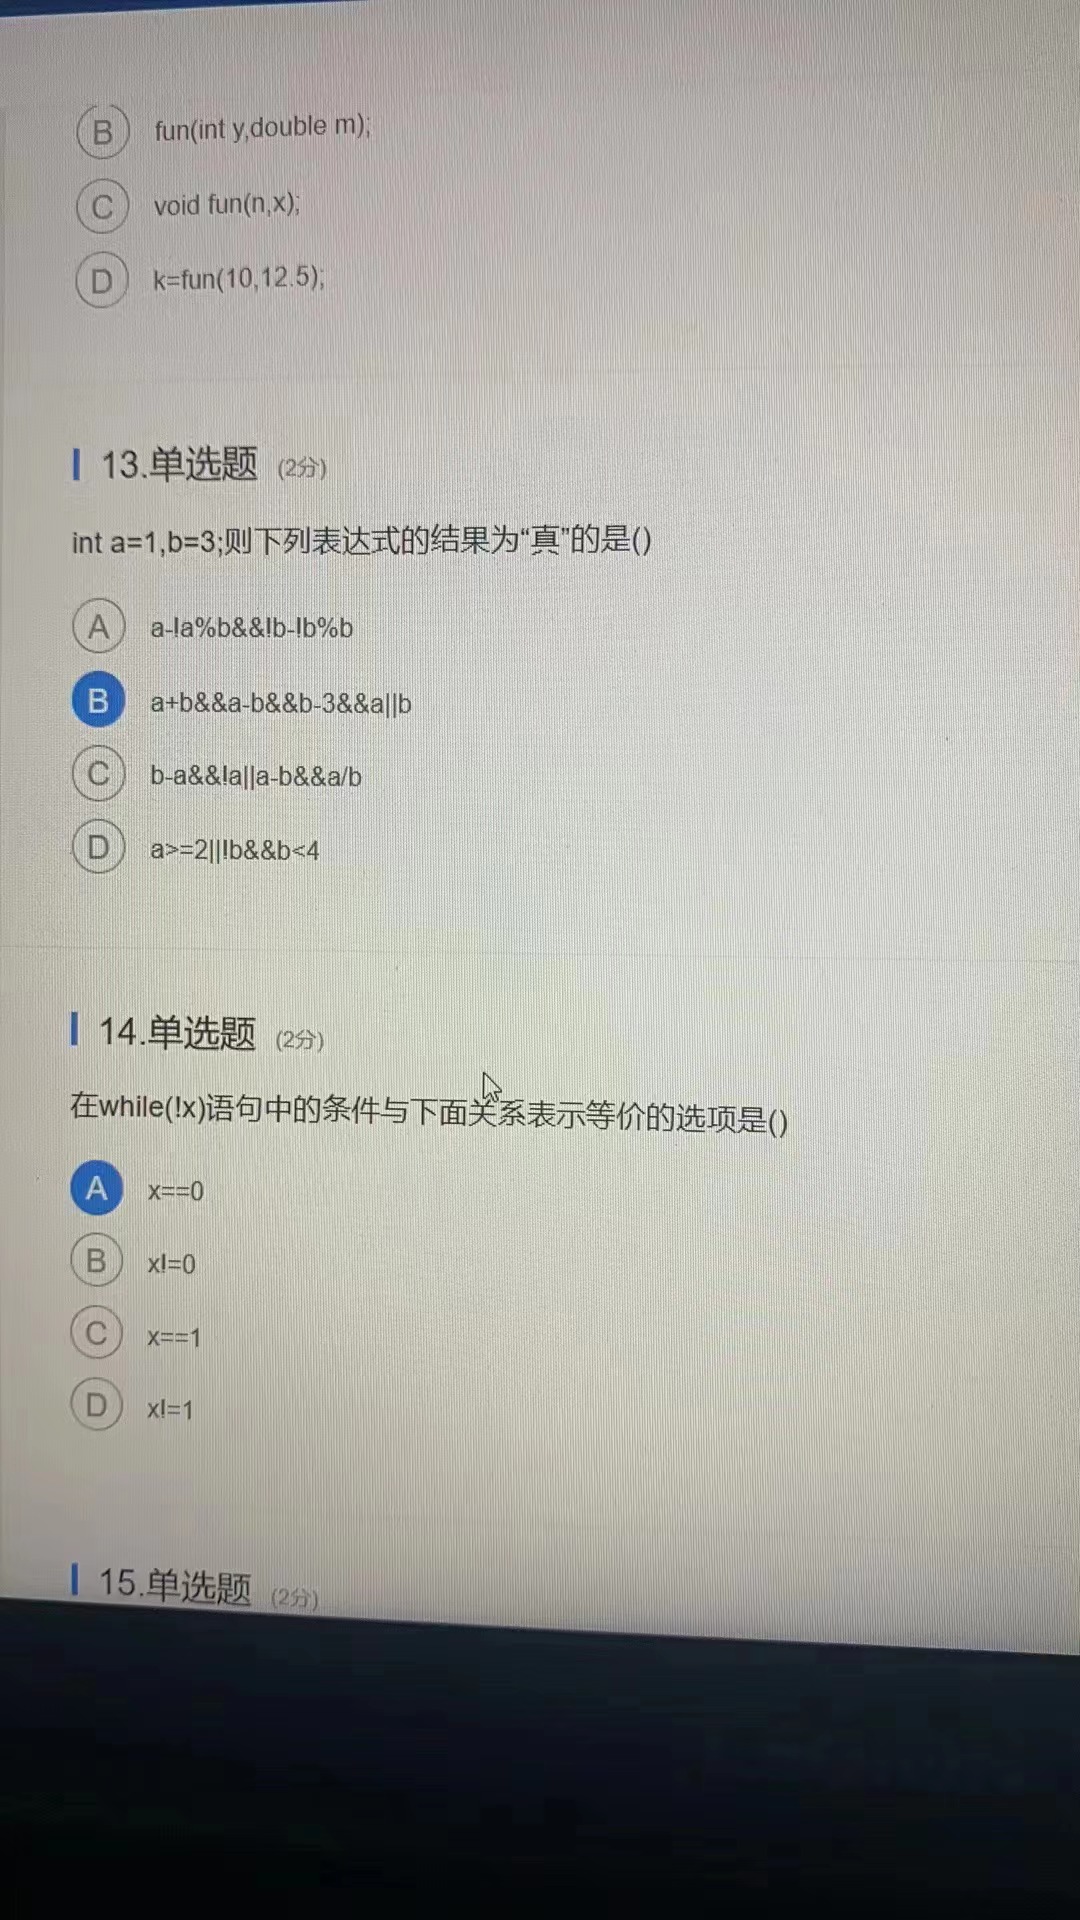 B fun(int y,double m);
C void fun(n,x);
D k=fun(10,12.5);
13.单选题 (2分)
int a=1,b=3;则下列表达式的结果为“真”的是()
A a-!a%b&&!b-!b%b
B a+b&&a-b&&b-3&&a||b
C b-a&&!a||a-b&&a/b
D a>=2||!b&&b<4
14.单选题 (2分)
在while(!x)语句中的条件与下面关系表示等价的选项是()
A x==0
B x!=0
C x==1
D x!=1
15.单选题 (2分)